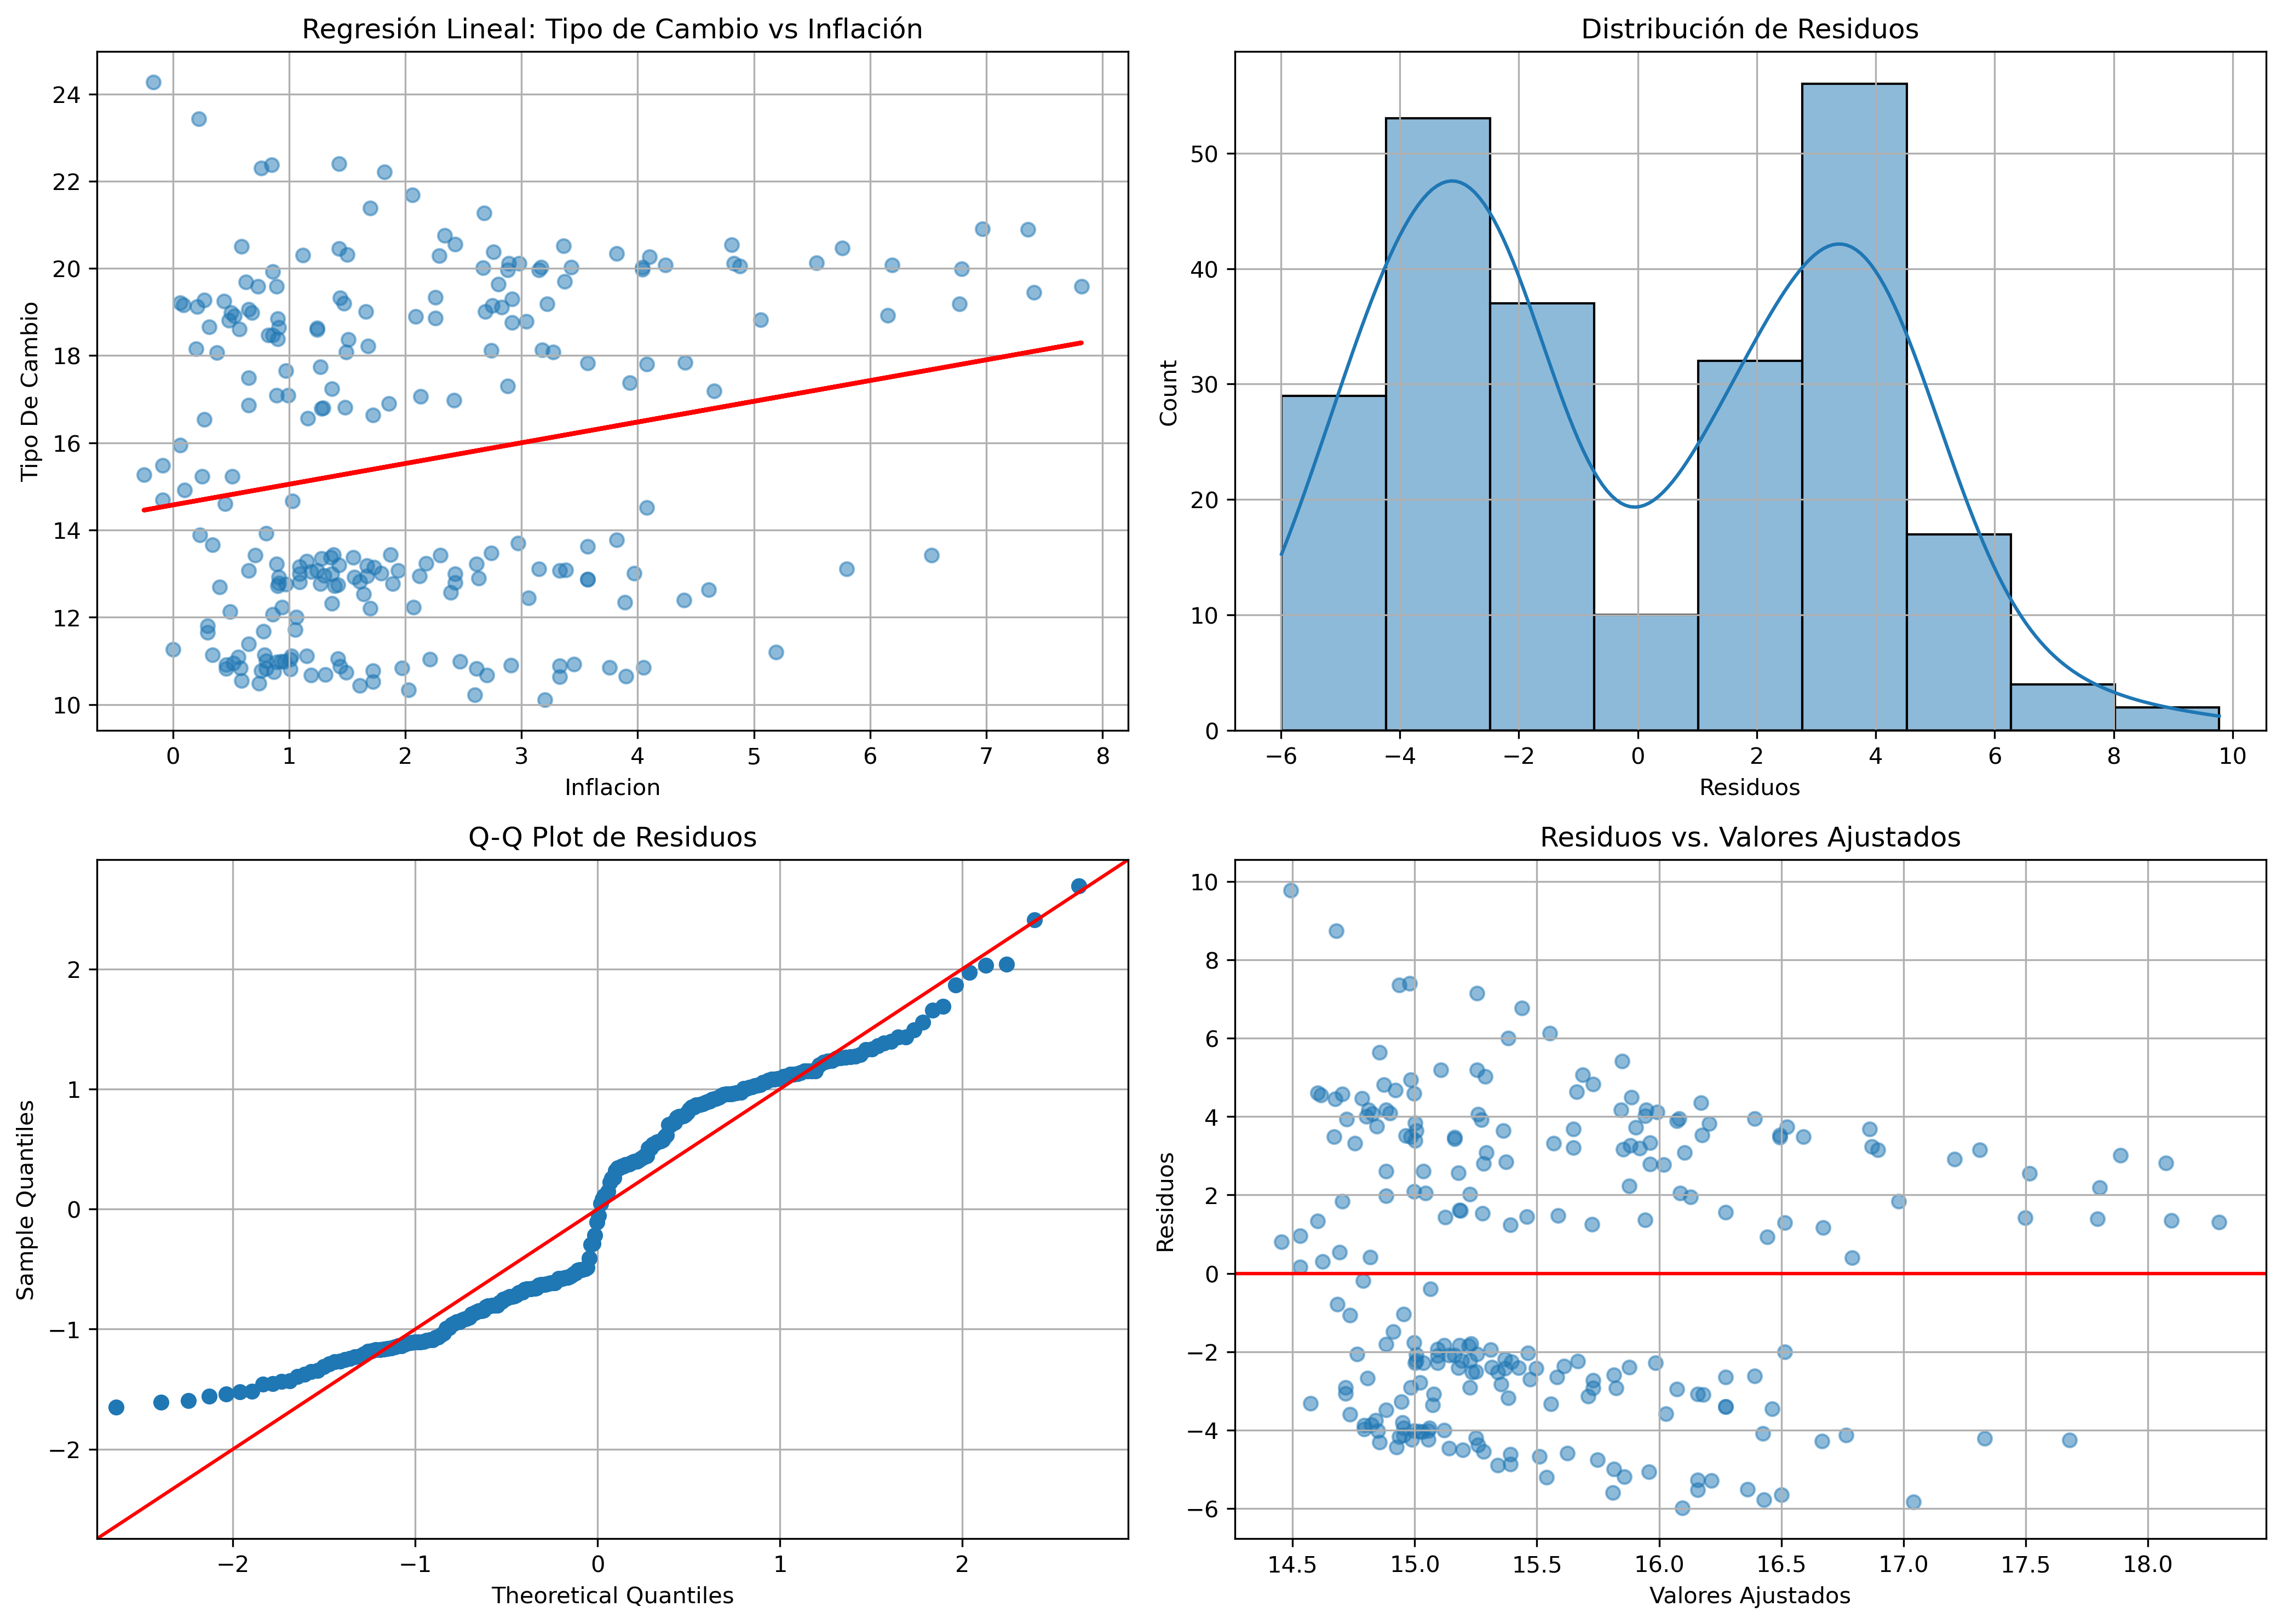 Regresión Lineal: Tipo de Cambio vs Inflación
Tipo De Cambio
24
22
20
18
16
14
12
10
0 1 2 3 4 5 6 7 8
Inflacion
Distribución de Residuos
Count
50
40
30
20
10
0
−6 −4 −2 0 2 4 6 8 10
Residuos
Q-Q Plot de Residuos
Sample Quantiles
2
1
0
−1
−2
−2 −1 0 1 2
Theoretical Quantiles
Residuos vs. Valores Ajustados
Residuos
10
8
6
4
2
0
−2
−4
−6
14.5 15.0 15.5 16.0 16.5 17.0 17.5 18.0
Valores Ajustados